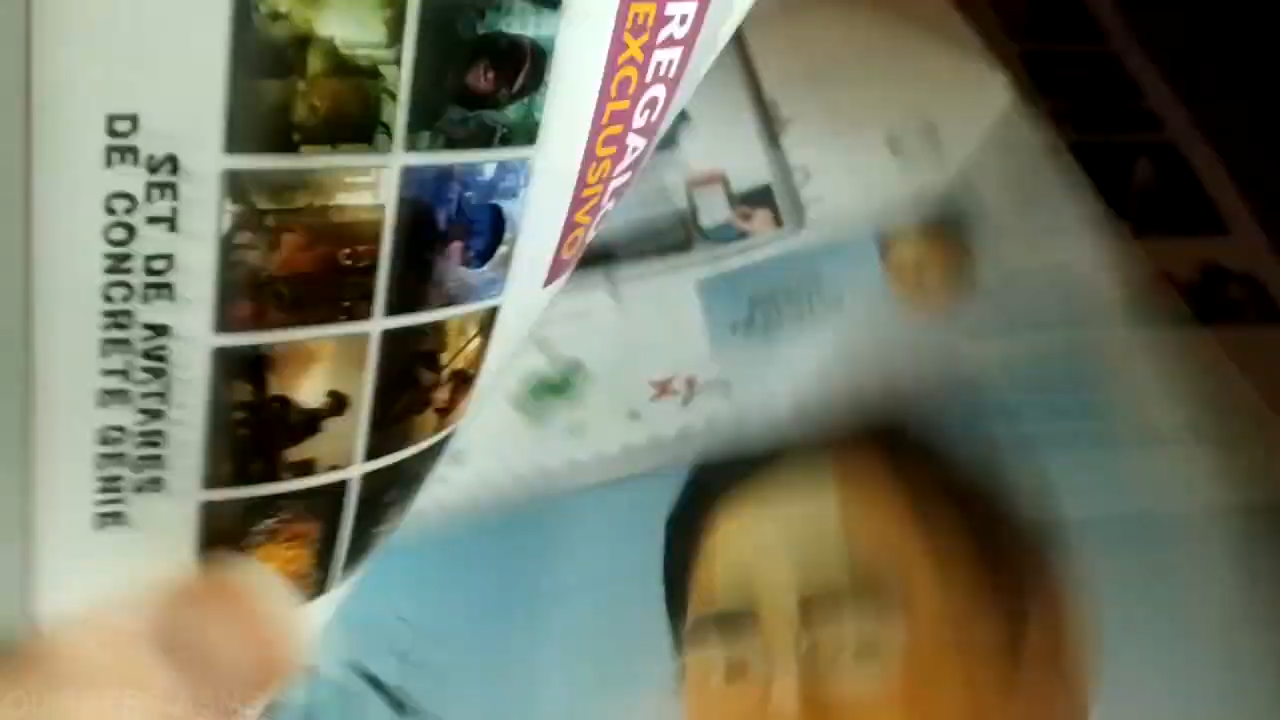 REGALO
EXCLUSIVO
SET DE AVATARES
DE CONCRETE GENIE